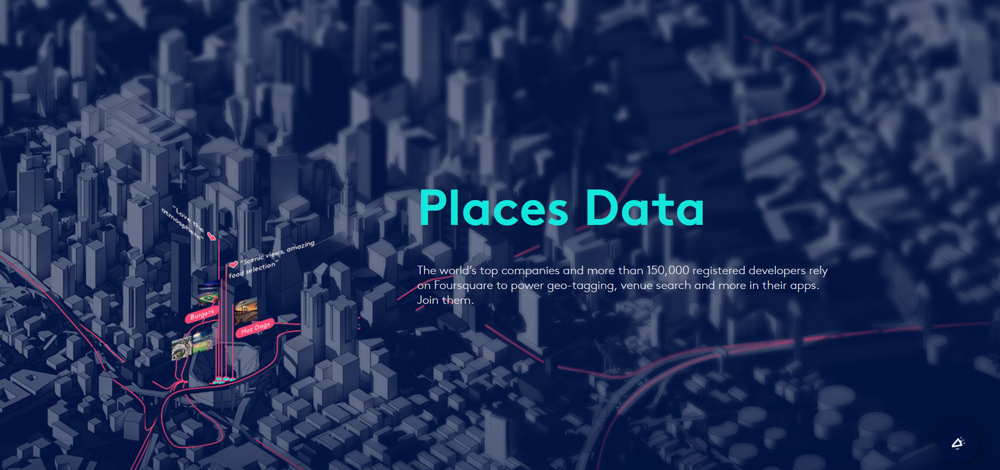 Places Data
The world’s top companies and more than 150,000 registered developers rely
on Foursquare to power geo-tagging, venue search and more in their apps.
Join them.
“Love the
atmosphere”
“Scenic views, amazing
food selection”
Burgers
Hot Dogs